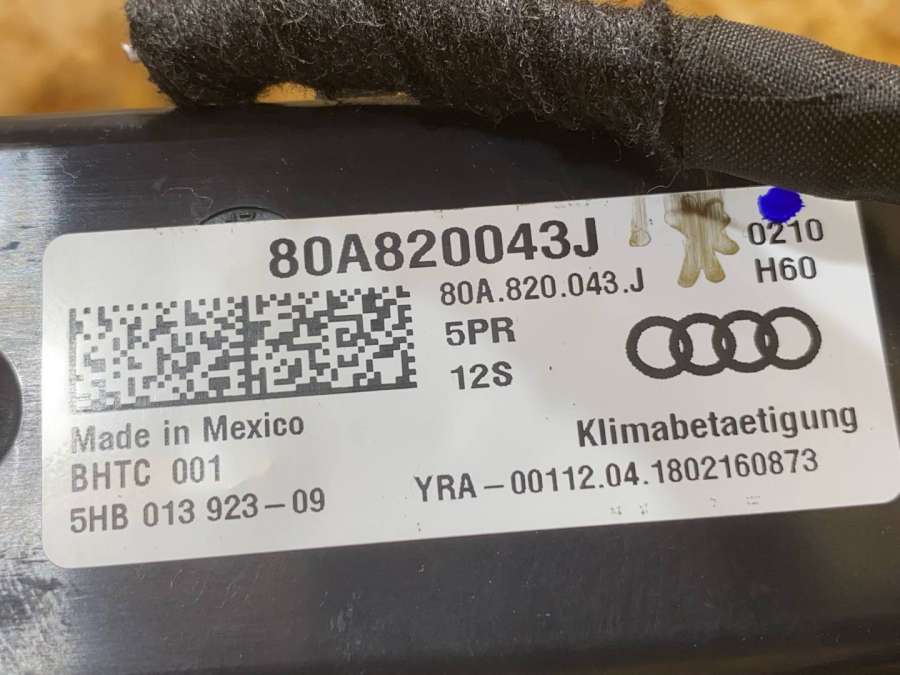 80A820043J
0210
80A.820.043.J
H60
5PR
12S
Made in Mexico
Klimabetaetigung
BHTC 001
YRA-00112.04.1802160873
5HB 013 923-09